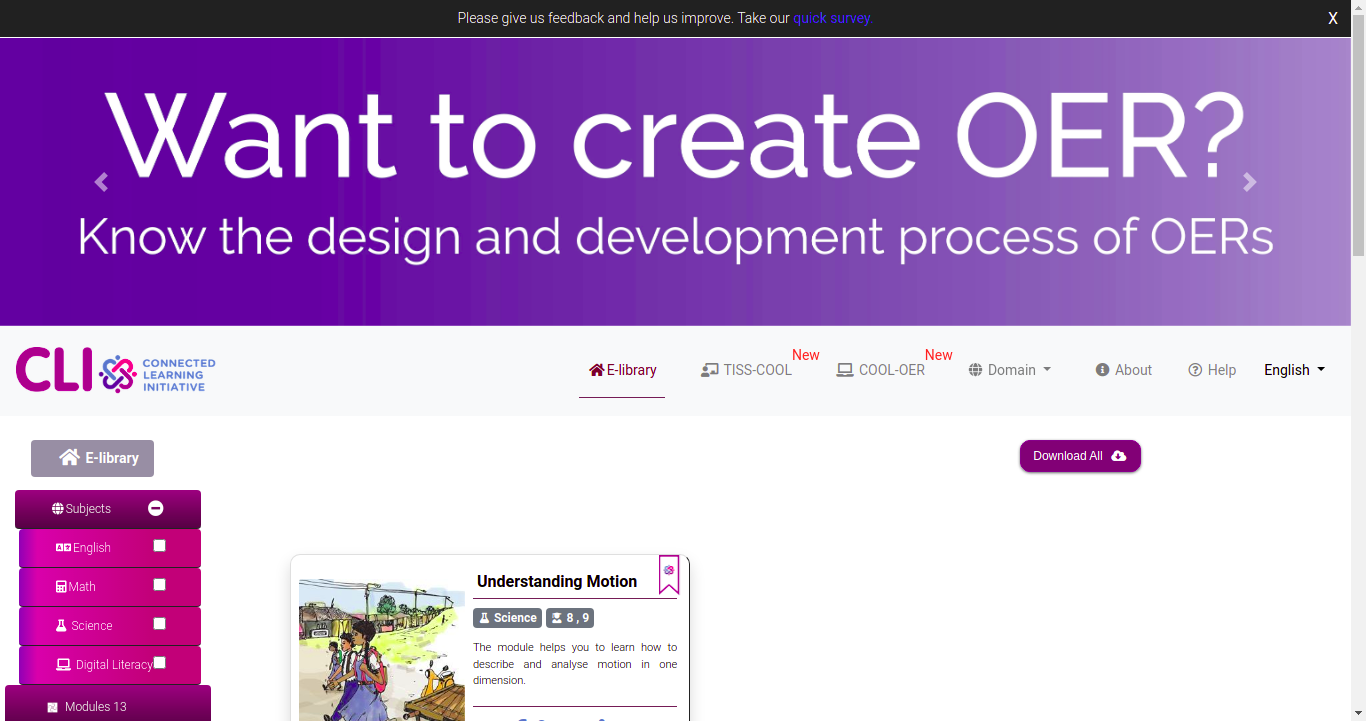 Please give us feedback and help us improve. Take our quick survey.
X
Want to create OER?
Know the design and development process of OERs
CLI
CONNECTED
LEARNING
INITIATIVE
E-library
TISS-COOL
New
COOL-OER
New
Domain
About
Help
English
E-library
Download All
Subjects
English
Math
Science
Digital Literacy
Modules 13
Understanding Motion
Science
8 , 9
The module helps you to learn how to
describe and analyse motion in one
dimension.